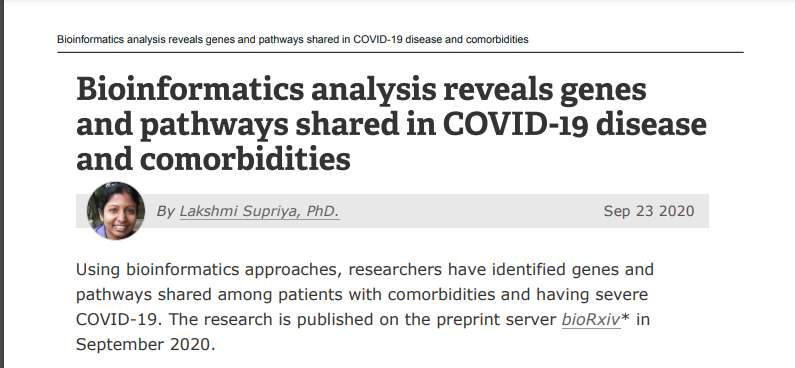 Bioinformatics analysis reveals genes and pathways shared in COVID-19 disease and comorbidities
Bioinformatics analysis reveals genes
and pathways shared in COVID-19 disease
and comorbidities
By Lakshmi Supriya, PhD. Sep 23 2020
Using bioinformatics approaches, researchers have identified genes and
pathways shared among patients with comorbidities and having severe
COVID-19. The research is published on the preprint server bioRxiv* in
September 2020.